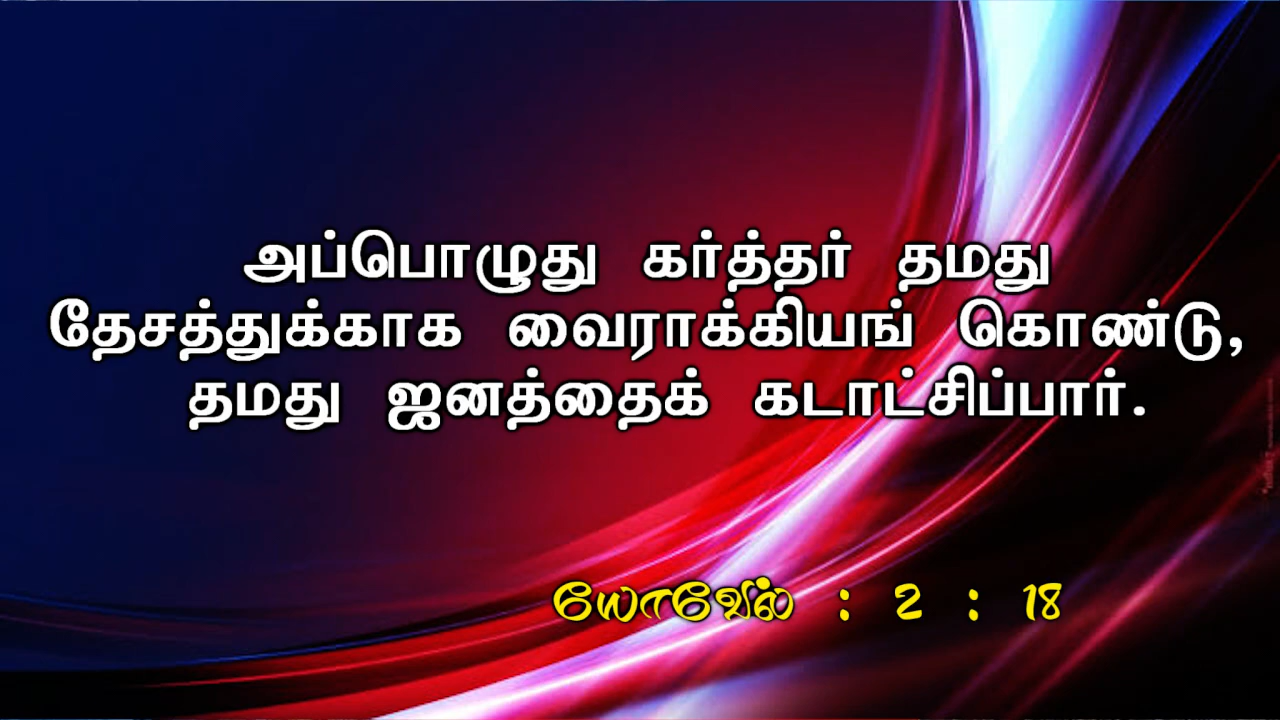 அப்பொழுது கர்த்தர் தமது
தேசத்துக்காக வைராக்கியங் கொண்டு,
தமது ஜனத்தைக் கடாட்சிப்பார்.
யோவேல் : 2 : 18